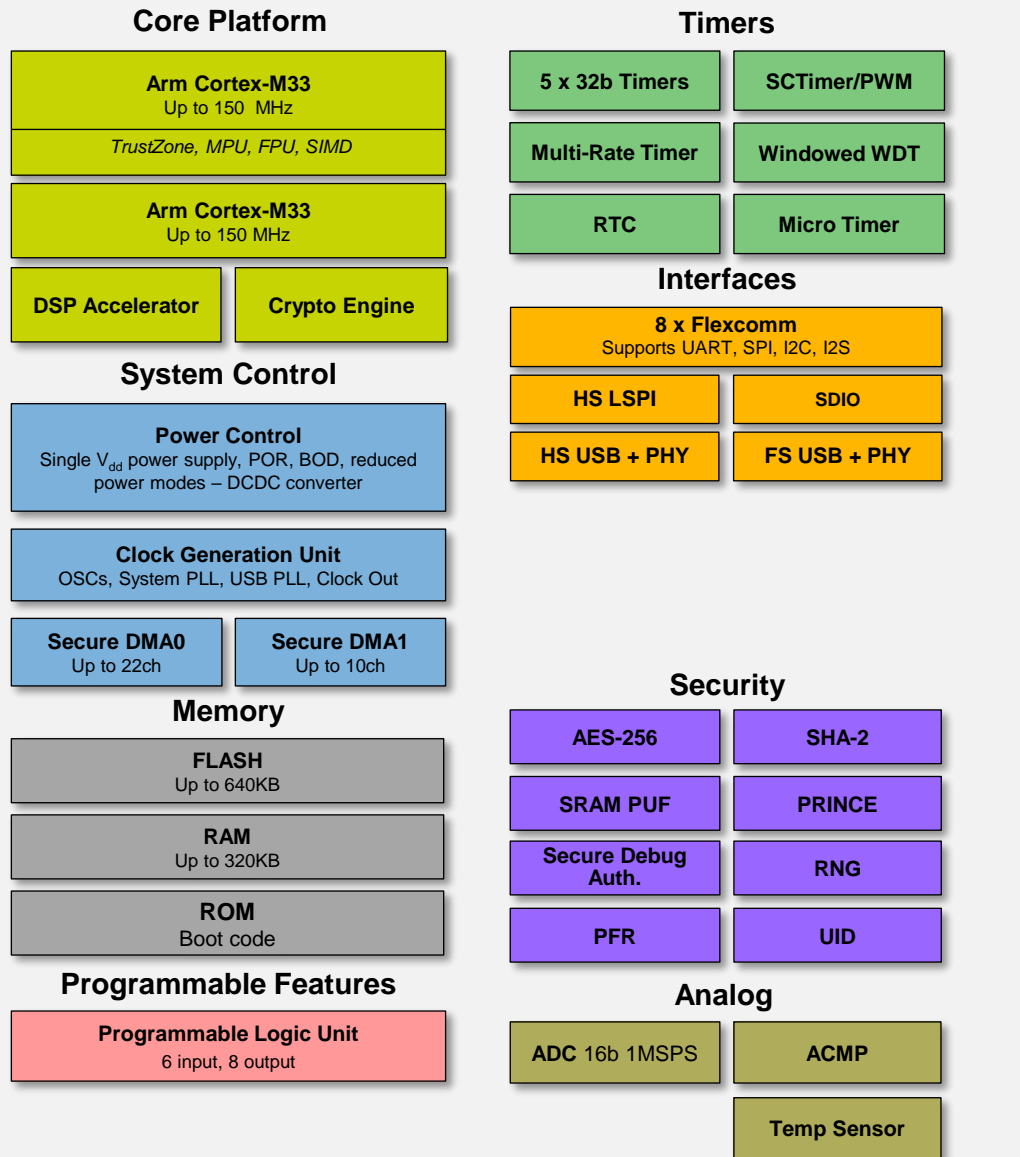 Core Platform
Arm Cortex-M33
Up to 150 MHz
TrustZone, MPU, FPU, SIMD
Arm Cortex-M33
Up to 150 MHz
DSP Accelerator
Crypto Engine
System Control
Power Control
Single Vdd power supply, POR, BOD, reduced
power modes – DCDC converter
Clock Generation Unit
OSCs, System PLL, USB PLL, Clock Out
Secure DMA0
Up to 22ch
Secure DMA1
Up to 10ch
Memory
FLASH
Up to 640KB
RAM
Up to 320KB
ROM
Boot code
Programmable Features
Programmable Logic Unit
6 input, 8 output
Timers
5 x 32b Timers
SCTimer/PWM
Multi-Rate Timer
Windowed WDT
RTC
Micro Timer
Interfaces
8 x Flexcomm
Supports UART, SPI, I2C, I2S
HS LSPI
SDIO
HS USB + PHY
FS USB + PHY
Security
AES-256
SHA-2
SRAM PUF
PRINCE
Secure Debug
Auth.
RNG
PFR
UID
Analog
ADC 16b 1MSPS
ACMP
Temp Sensor